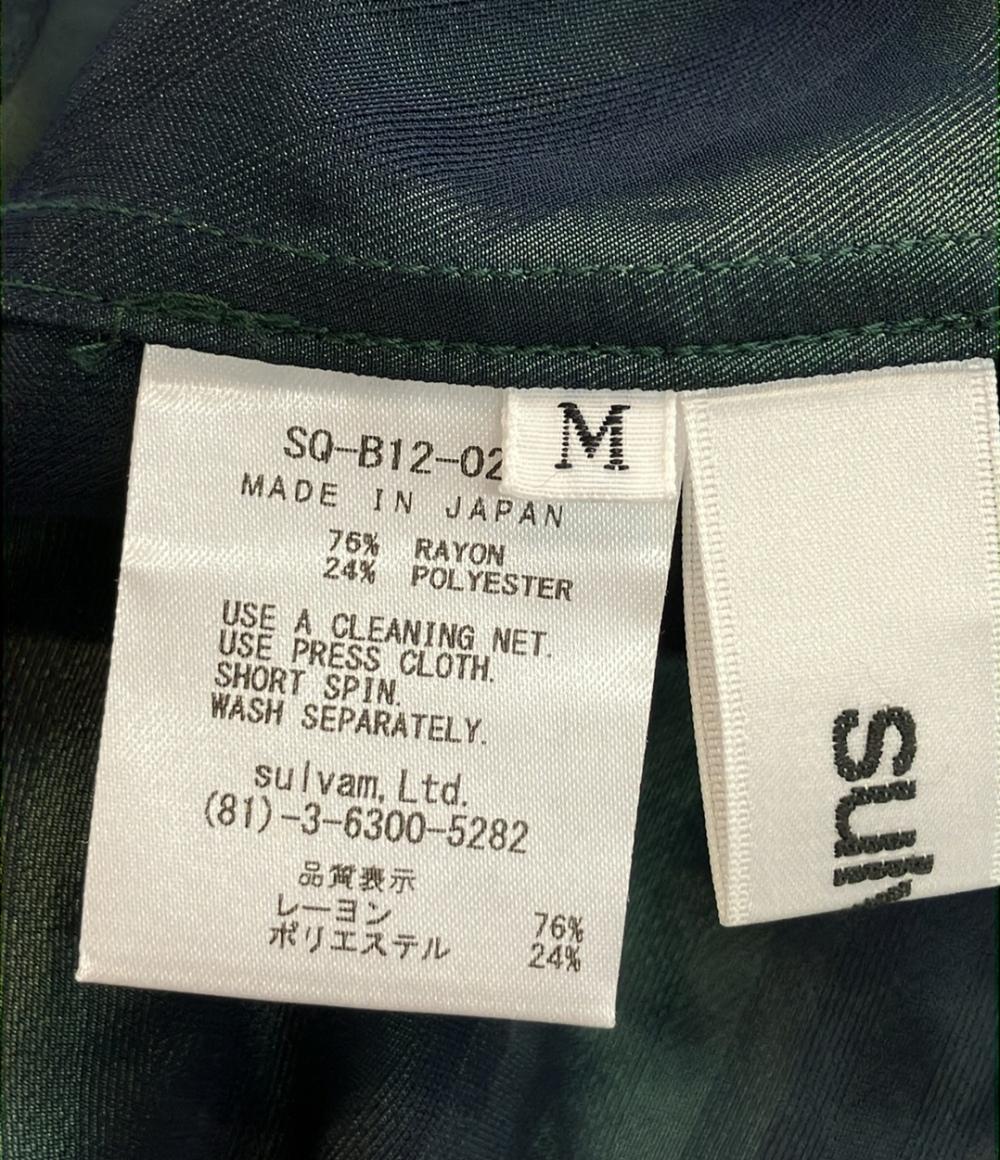 SQ-B12-02
M
MADE IN JAPAN
76% RAYON
24% POLYESTER
USE A CLEANING NET.
USE PRESS CLOTH.
SHORT SPIN.
WASH SEPARATELY.
sulvam, Ltd.
(81)-3-6300-5282
品質表示
レーヨン 76%
ポリエステル 24%
sulv